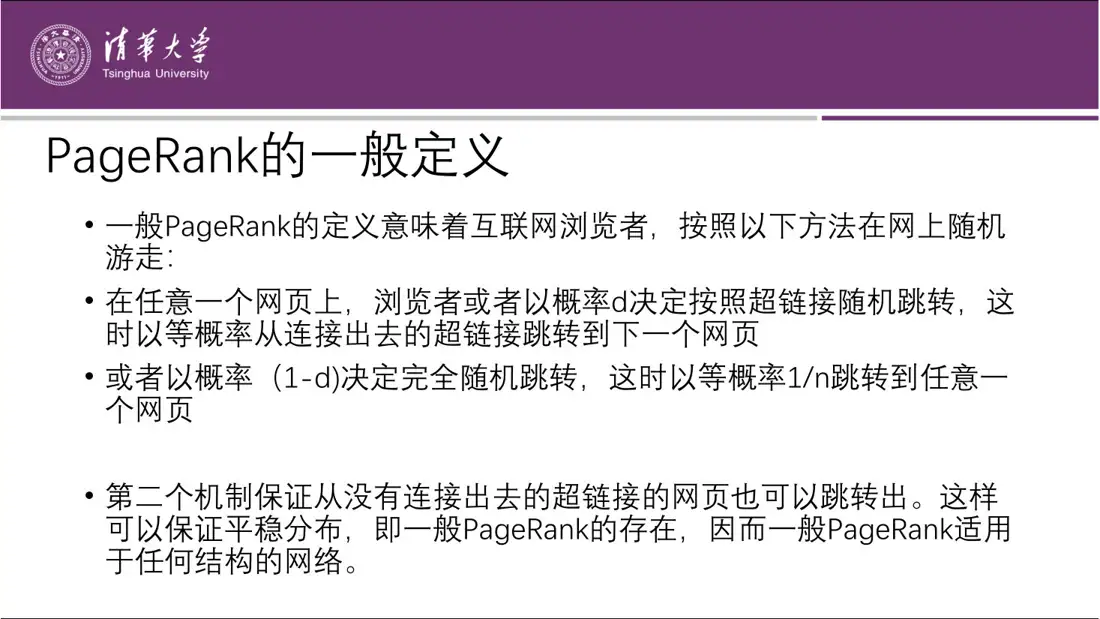 清华大学
Tsinghua University
PageRank的一般定义
• 一般PageRank的定义意味着互联网浏览者，按照以下方法在网上随机
游走：
• 在任意一个网页上，浏览者或者以概率d决定按照超链接随机跳转，这
时以等概率从连接出去的超链接跳转到下一个网页
• 或者以概率（1-d)决定完全随机跳转，这时以等概率1/n跳转到任意一
个网页
• 第二个机制保证从没有连接出去的超链接的网页也可以跳转出。这样
可以保证平稳分布，即一般PageRank的存在，因而一般PageRank适用
于任何结构的网络。